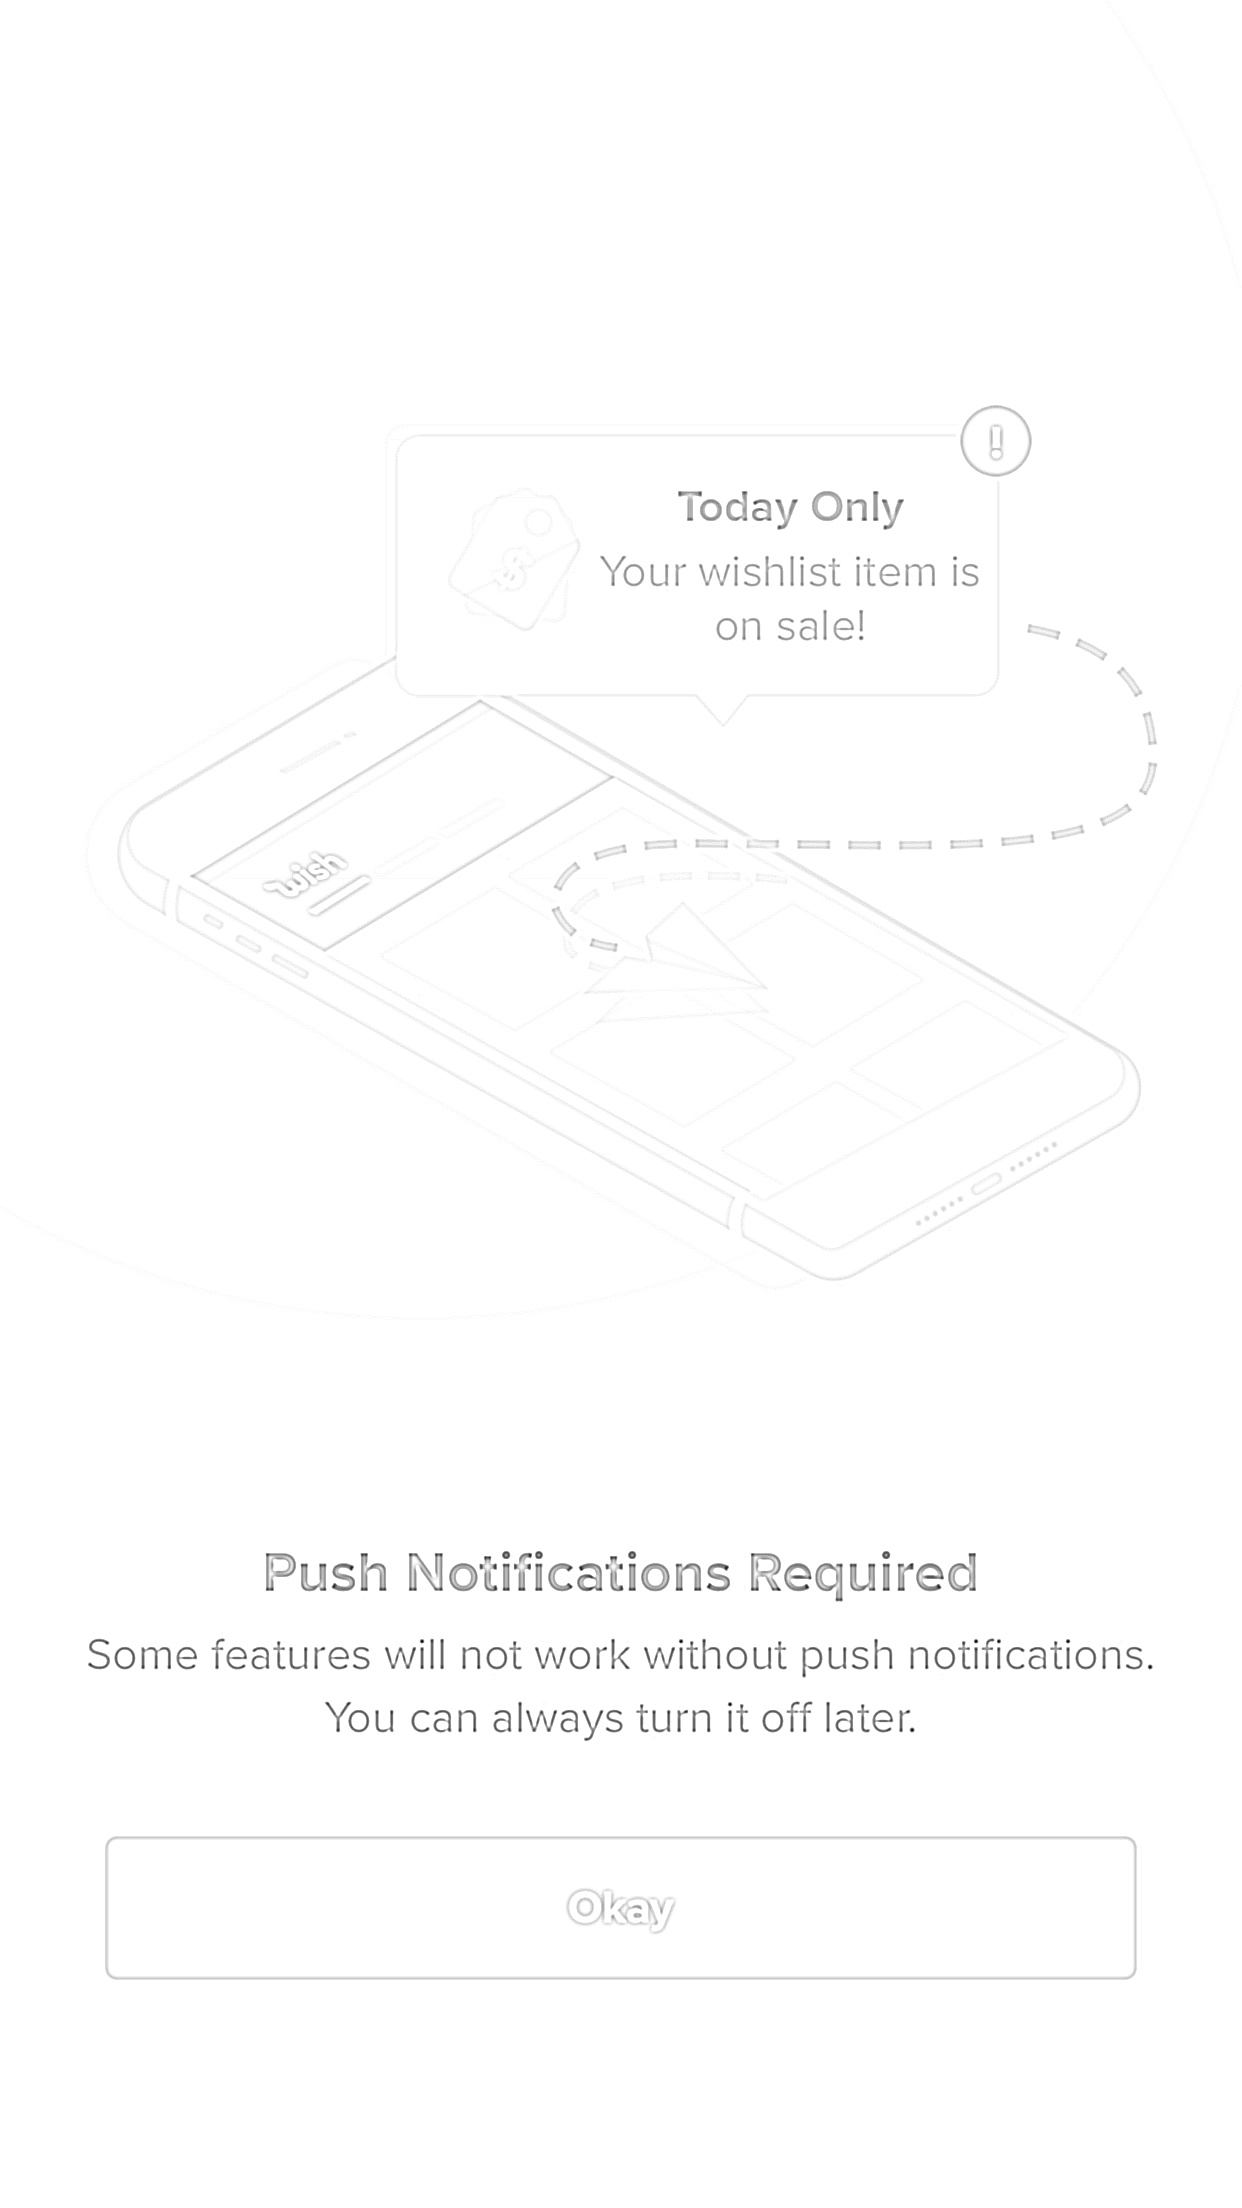 Today Only
Your wishlist item is
on sale!
wish
Push Notifications Required
Some features will not work without push notifications.
You can always turn it off later.
Okay